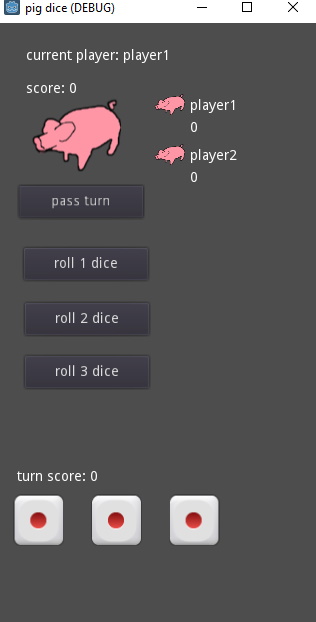 pig dice (DEBUG)
current player: player1
score: 0
player1
0
player2
0
pass turn
roll 1 dice
roll 2 dice
roll 3 dice
turn score: 0